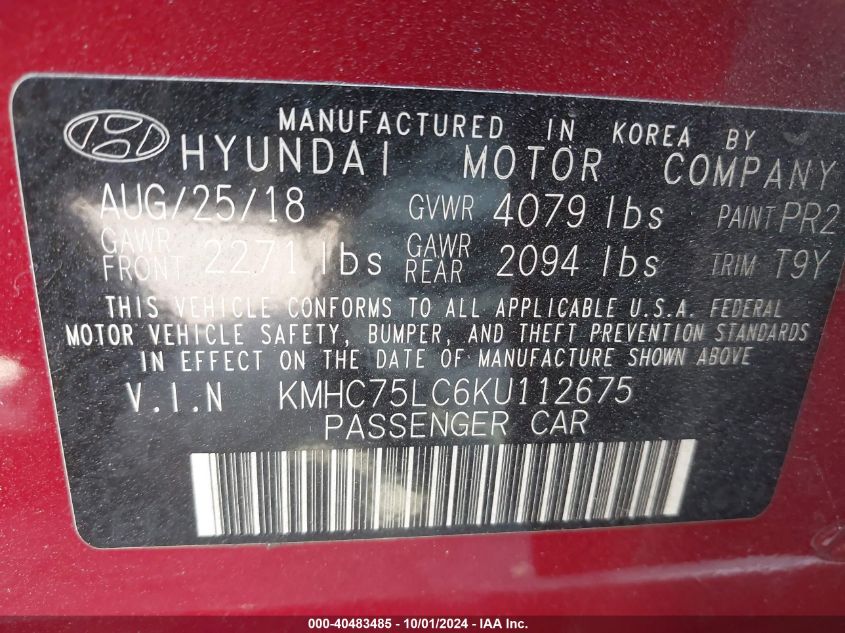 MANUFACTURED IN KOREA BY
HYUNDAI MOTOR COMPANY
AUG/25/18 GVWR 4079 lbs PAINT PR2
GAWR FRONT 2271 lbs GAWR REAR 2094 lbs TRIM T9Y
THIS VEHICLE CONFORMS TO ALL APPLICABLE U.S.A. FEDERAL
MOTOR VEHICLE SAFETY, BUMPER, AND THEFT PREVENTION STANDARDS
IN EFFECT ON THE DATE OF MANUFACTURE SHOWN ABOVE
V.I.N KMHC75LC6KU112675
PASSENGER CAR
000-40483485 - 10/01/2024 - IAA Inc.